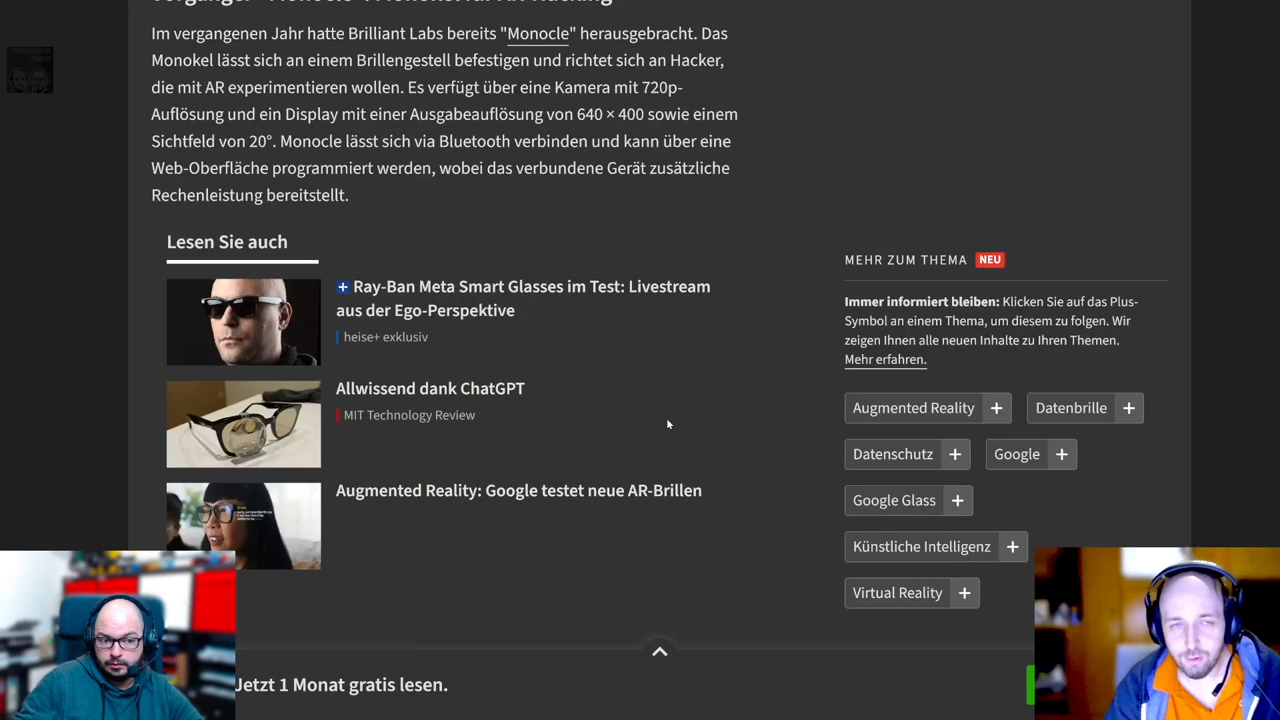 Im vergangenen Jahr hatte Brilliant Labs bereits "Monocle" herausgebracht. Das
Monokel lässt sich an einem Brillengestell befestigen und richtet sich an Hacker,
die mit AR experimentieren wollen. Es verfügt über eine Kamera mit 720p-
Auflösung und ein Display mit einer Ausgabeauflösung von 640 × 400 sowie einem
Sichtfeld von 20°. Monocle lässt sich via Bluetooth verbinden und kann über eine
Web-Oberfläche programmiert werden, wobei das verbundene Gerät zusätzliche
Rechenleistung bereitstellt.
Lesen Sie auch
Ray-Ban Meta Smart Glasses im Test: Livestream
aus der Ego-Perspektive
heise+ exklusiv
Allwissend dank ChatGPT
MIT Technology Review
Augmented Reality: Google testet neue AR-Brillen
MEHR ZUM THEMA NEU
Immer informiert bleiben: Klicken Sie auf das Plus-
Symbol an einem Thema, um diesem zu folgen. Wir
zeigen Ihnen alle neuen Inhalte zu Ihren Themen.
Mehr erfahren.
Augmented Reality + Datenbrille +
Datenschutz + Google +
Google Glass +
Künstliche Intelligenz +
Virtual Reality +
Jetzt 1 Monat gratis lesen.